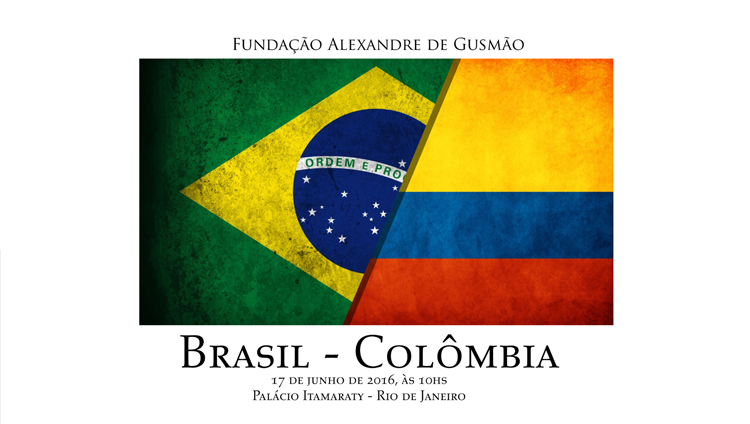 Fundação Alexandre de Gusmão
ORDEM E PRO
Brasil - Colômbia
17 de junho de 2016, às 10hs
Palácio Itamaraty - Rio de Janeiro